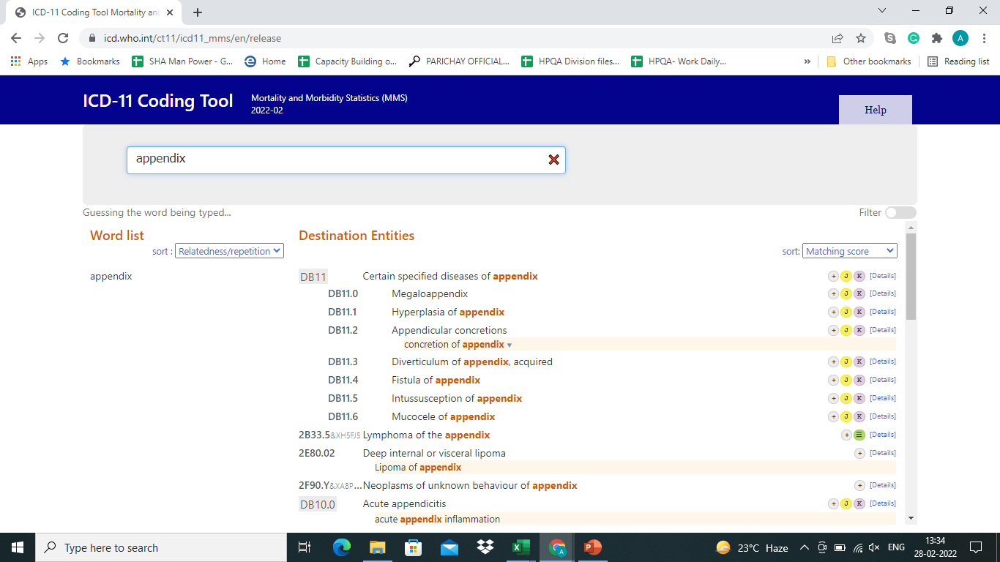 ICD-11 Coding Tool Mortality and
icd.who.int/ct11/icd11_mms/en/release
A
Apps Bookmarks SHA Man Power - G... Home Capacity Building o... PARICHAY OFFICIAL... HPQA Division files... HPQA- Work Daily... » Other bookmarks Reading list
ICD-11 Coding Tool
Mortality and Morbidity Statistics (MMS)
2022-02
Help
appendix
Guessing the word being typed...
Filter
Word list
sort : Relatedness/repetition
appendix
Destination Entities
sort: Matching score
DB11 Certain specified diseases of appendix + J K [Details]
DB11.0 Megaloappendix + J K [Details]
DB11.1 Hyperplasia of appendix + J K [Details]
DB11.2 Appendicular concretions + J K [Details]
concretion of appendix
DB11.3 Diverticulum of appendix, acquired + J K [Details]
DB11.4 Fistula of appendix + J K [Details]
DB11.5 Intussusception of appendix + J K [Details]
DB11.6 Mucocele of appendix + J K [Details]
2B33.5&XH5FJ5 Lymphoma of the appendix + [Details]
2E80.02 Deep internal or visceral lipoma + [Details]
Lipoma of appendix
2F90.Y&XA8P... Neoplasms of unknown behaviour of appendix + [Details]
DB10.0 Acute appendicitis + J K [Details]
acute appendix inflammation
Type here to search
23°C Haze
ENG
13:34
28-02-2022